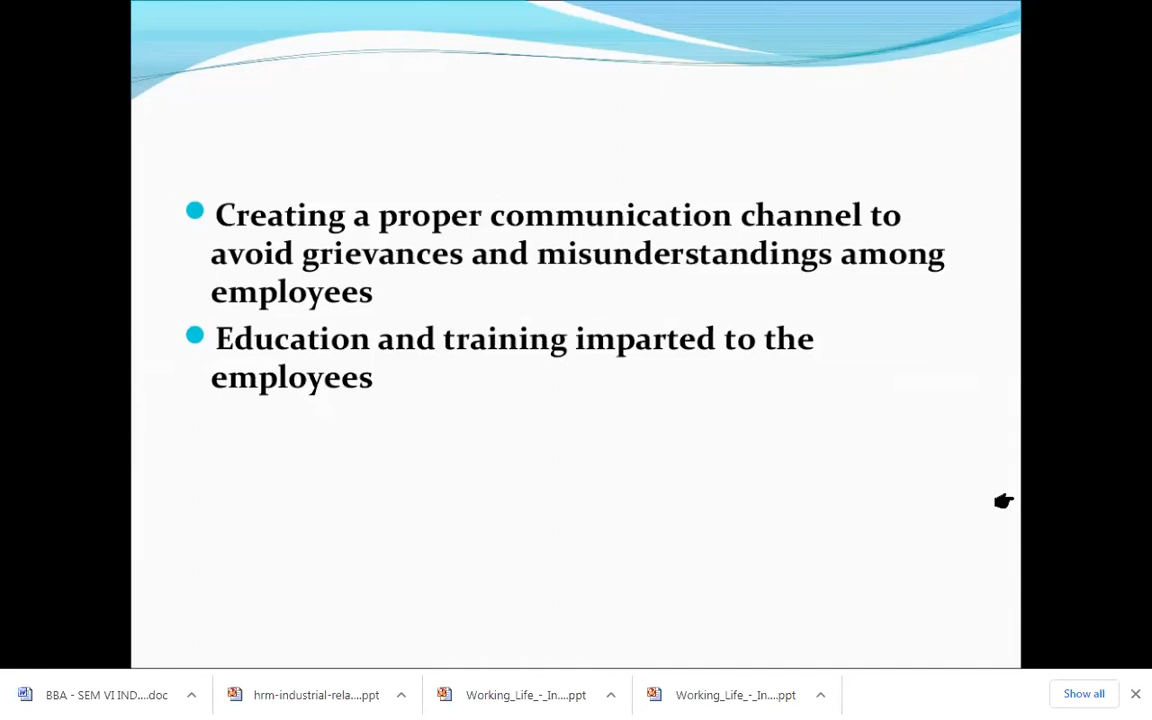 Creating a proper communication channel to
avoid grievances and misunderstandings among
employees
Education and training imparted to the
employees
BBA - SEM VI IND....doc
hrm-industrial-rela....ppt
Working_Life_-_In....ppt
Working_Life_-_In....ppt
Show all